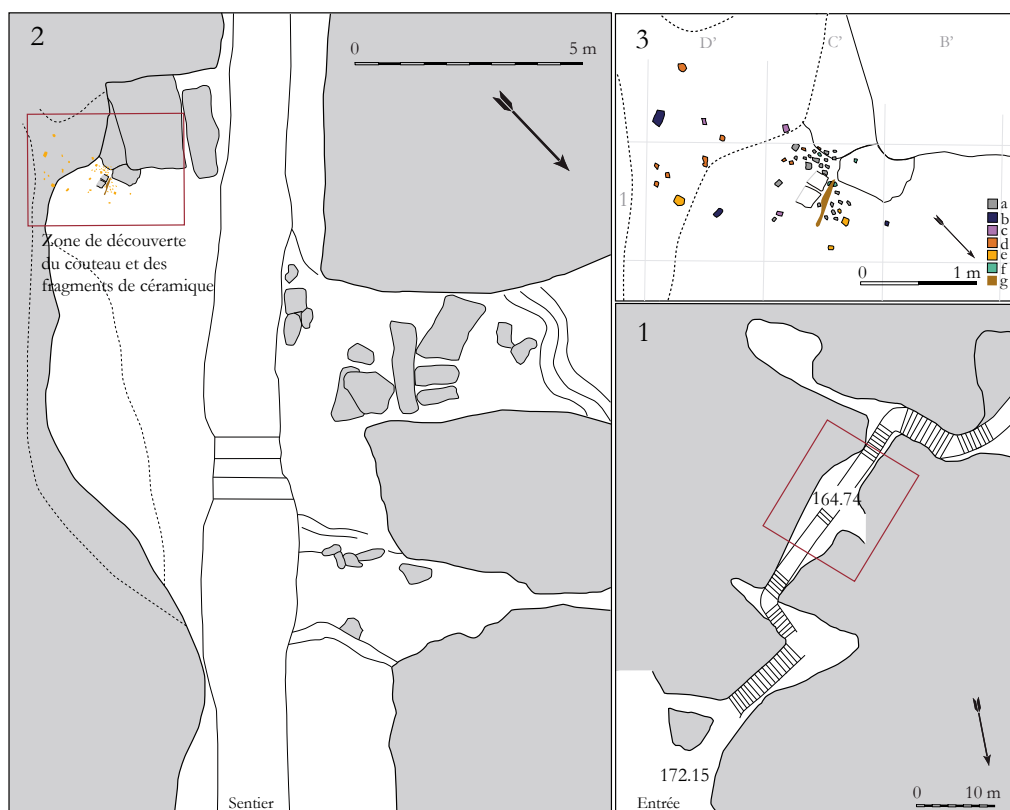 2
0 5 m
Zone de découverte
du couteau et des
fragments de céramique
Sentier
3
D' C' B'
1
a
b
c
d
e
f
g
0 1 m
1
164.74
172.15
Entrée
0 10 m